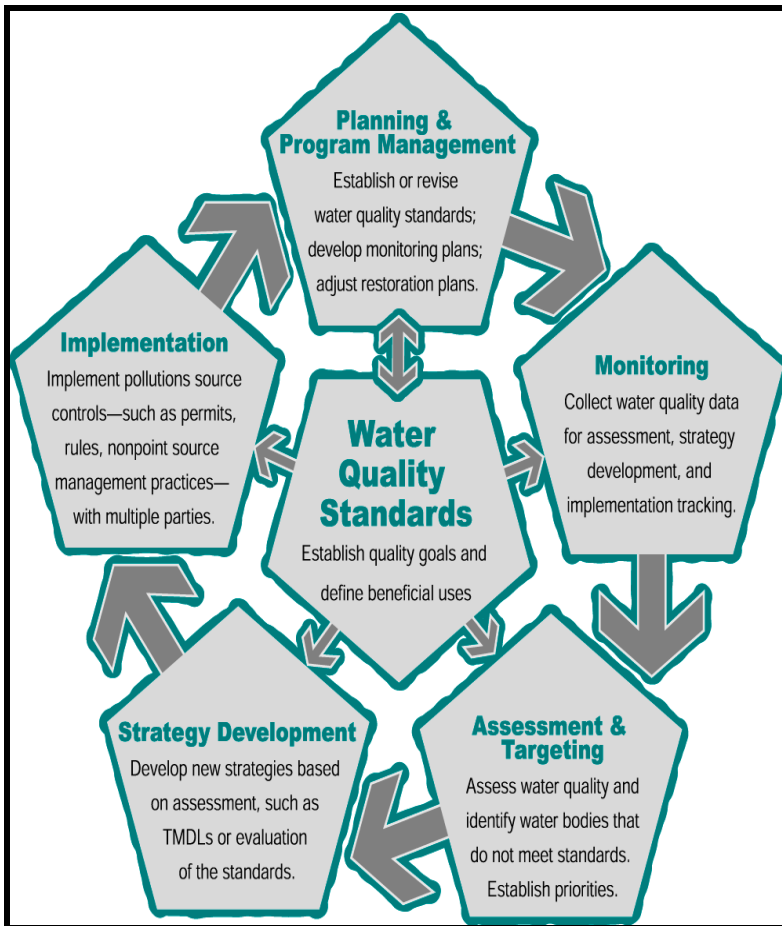 Planning &
Program Management
Establish or revise
water quality standards;
develop monitoring plans;
adjust restoration plans.
Monitoring
Collect water quality data
for assessment, strategy
development, and
implementation tracking.
Assessment &
Targeting
Assess water quality and
identify water bodies that
do not meet standards.
Establish priorities.
Strategy Development
Develop new strategies based
on assessment, such as
TMDLs or evaluation
of the standards.
Implementation
Implement pollutions source
controls—such as permits,
rules, nonpoint source
management practices—
with multiple parties.
Water
Quality
Standards
Establish quality goals and
define beneficial uses